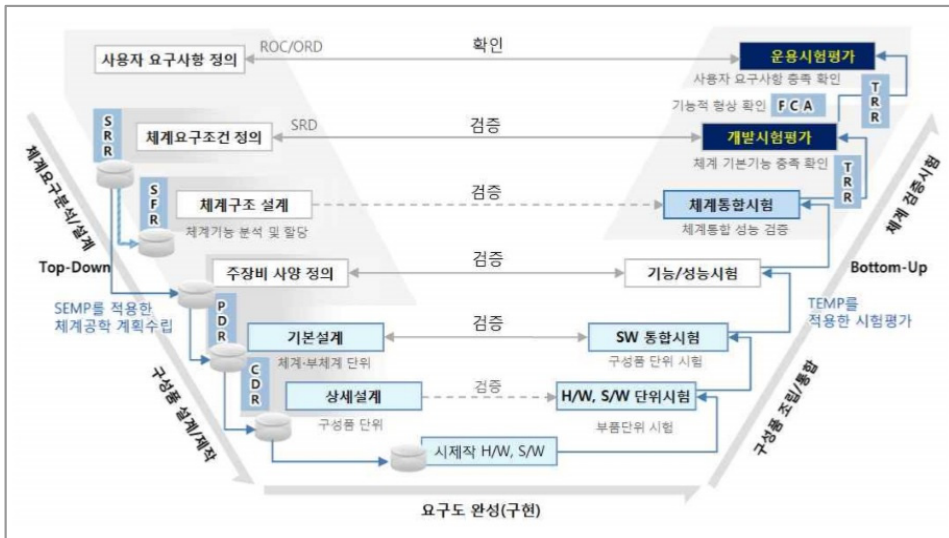 사용자 요구사항 정의
ROC/ORD
확인
운용시험평가
사용자 요구사항 충족 확인
기능적 형상 확인
FCA
TRR
SRR
체계요구조건 정의
SRD
검증
개발시험평가
체계 기본기능 충족 확인
TRR
SFR
체계구조 설계
체계기능 분석 및 할당
검증
체계통합시험
체계통합 성능 검증
체계요구분석/설계
체계 검증시험
Top-Down
Bottom-Up
주장비 사양 정의
검증
기능/성능시험
SEMP를 적용한
체계공학 계획수립
TEMP를
적용한 시험평가
PDR
기본설계
체계·부체계 단위
검증
SW 통합시험
구성품 단위 시험
CDR
상세설계
구성품 단위
검증
H/W, S/W 단위시험
부품단위 시험
구성품 설계/제작
구성품 조립/통합
시제작 H/W, S/W
요구도 완성(구현)